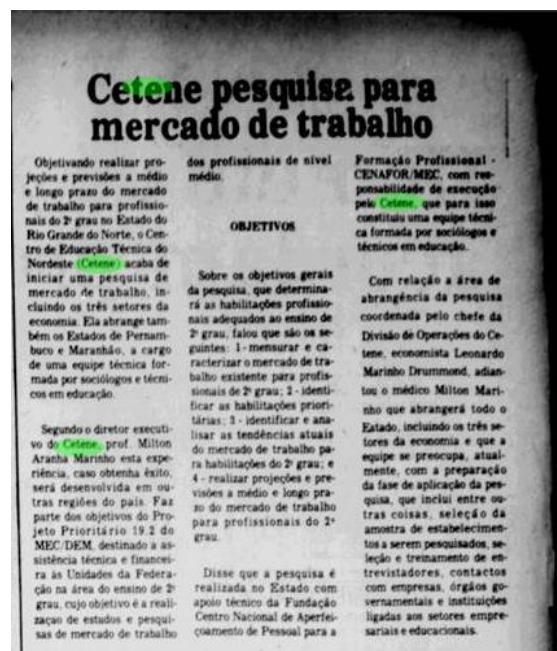 Cetene pesquisa para
mercado de trabalho
Objetivando realizar pro-
jeções e previsões a médio
e longo prazo do mercado
de trabalho para profissio-
nais do 2º grau no Estado do
Rio Grande do Norte, o Cen-
tro de Educação Técnica do
Nordeste (Cetene) acaba de
iniciar uma pesquisa de
mercado de trabalho, in-
cluindo os três setores da
economia. Ela abrange tam-
bém os Estados de Pernam-
buco e Maranhão, a cargo
de uma equipe técnica for-
mada por sociólogos e técni-
cos em educação.
Segundo o diretor executi-
vo do Cetene, prof. Milton
Aranha Marinho esta expe-
riência, caso obtenha êxito,
será desenvolvida em ou-
tras regiões do país. Faz
parte dos objetivos do Pro-
jeto Prioritário 19.2 do
MEC/DEM, destinado a as-
sistência técnica e financei-
ra às Unidades da Federa-
ção na área do ensino de 2º
grau, cujo objetivo é a reali-
zaçao de estudos e pesqui-
sas de mercado de trabalho
dos profissionais de nível
médio.
OBJETIVOS
Sobre os objetivos gerais
da pesquisa, que determina-
rá as habilitações profissio-
nais adequados ao ensino de
2º grau, falou que são os se-
guintes: 1 - mensurar e ca-
racterizar o mercado de tra-
balho existente para profis-
sionais de 2º grau; 2 - identi-
ficar as habilitações priori-
tárias; 3 - identificar e ana-
lisar as tendências atuais
do mercado de trabalho pa-
ra habilitações do 2º grau; e
4 - realizar projeções e pre-
visões a médio e longo pra-
zo do mercado de trabalho
para profissionais do 2º
grau.
Disse que a pesquisa é
realizada no Estado com
apoio técnico da Fundação
Centro Nacional de Aperfei-
çoamento de Pessoal para a
Formação Profissional -
CENAFOR/MEC, com res-
ponsabilidade de execução
pelo Cetene, que para isso
constituiu uma equipe técni-
ca formada por sociólogos e
técnicos em educação.
Com relação a área de
abrangência da pesquisa
coordenada pelo chefe da
Divisão de Operações do Ce-
tene, economista Leonardo
Marinho Drummond, adian-
tou o médico Milton Mari-
nho que abrangerá todo o
Estado, incluindo os três se-
tores da economia e que a
equipe se preocupa, atual-
mente, com a preparação
da fase de aplicação da pes-
quisa, que inclui entre ou-
tras coisas, seleção da
amostra de estabelecimen-
tos a serem pesquisados, se-
leção e treinamento de en-
trevistadores, contactos
com empresas, órgãos go-
vernamentais e instituições
ligadas aos setores empre-
sariais e educacionais.